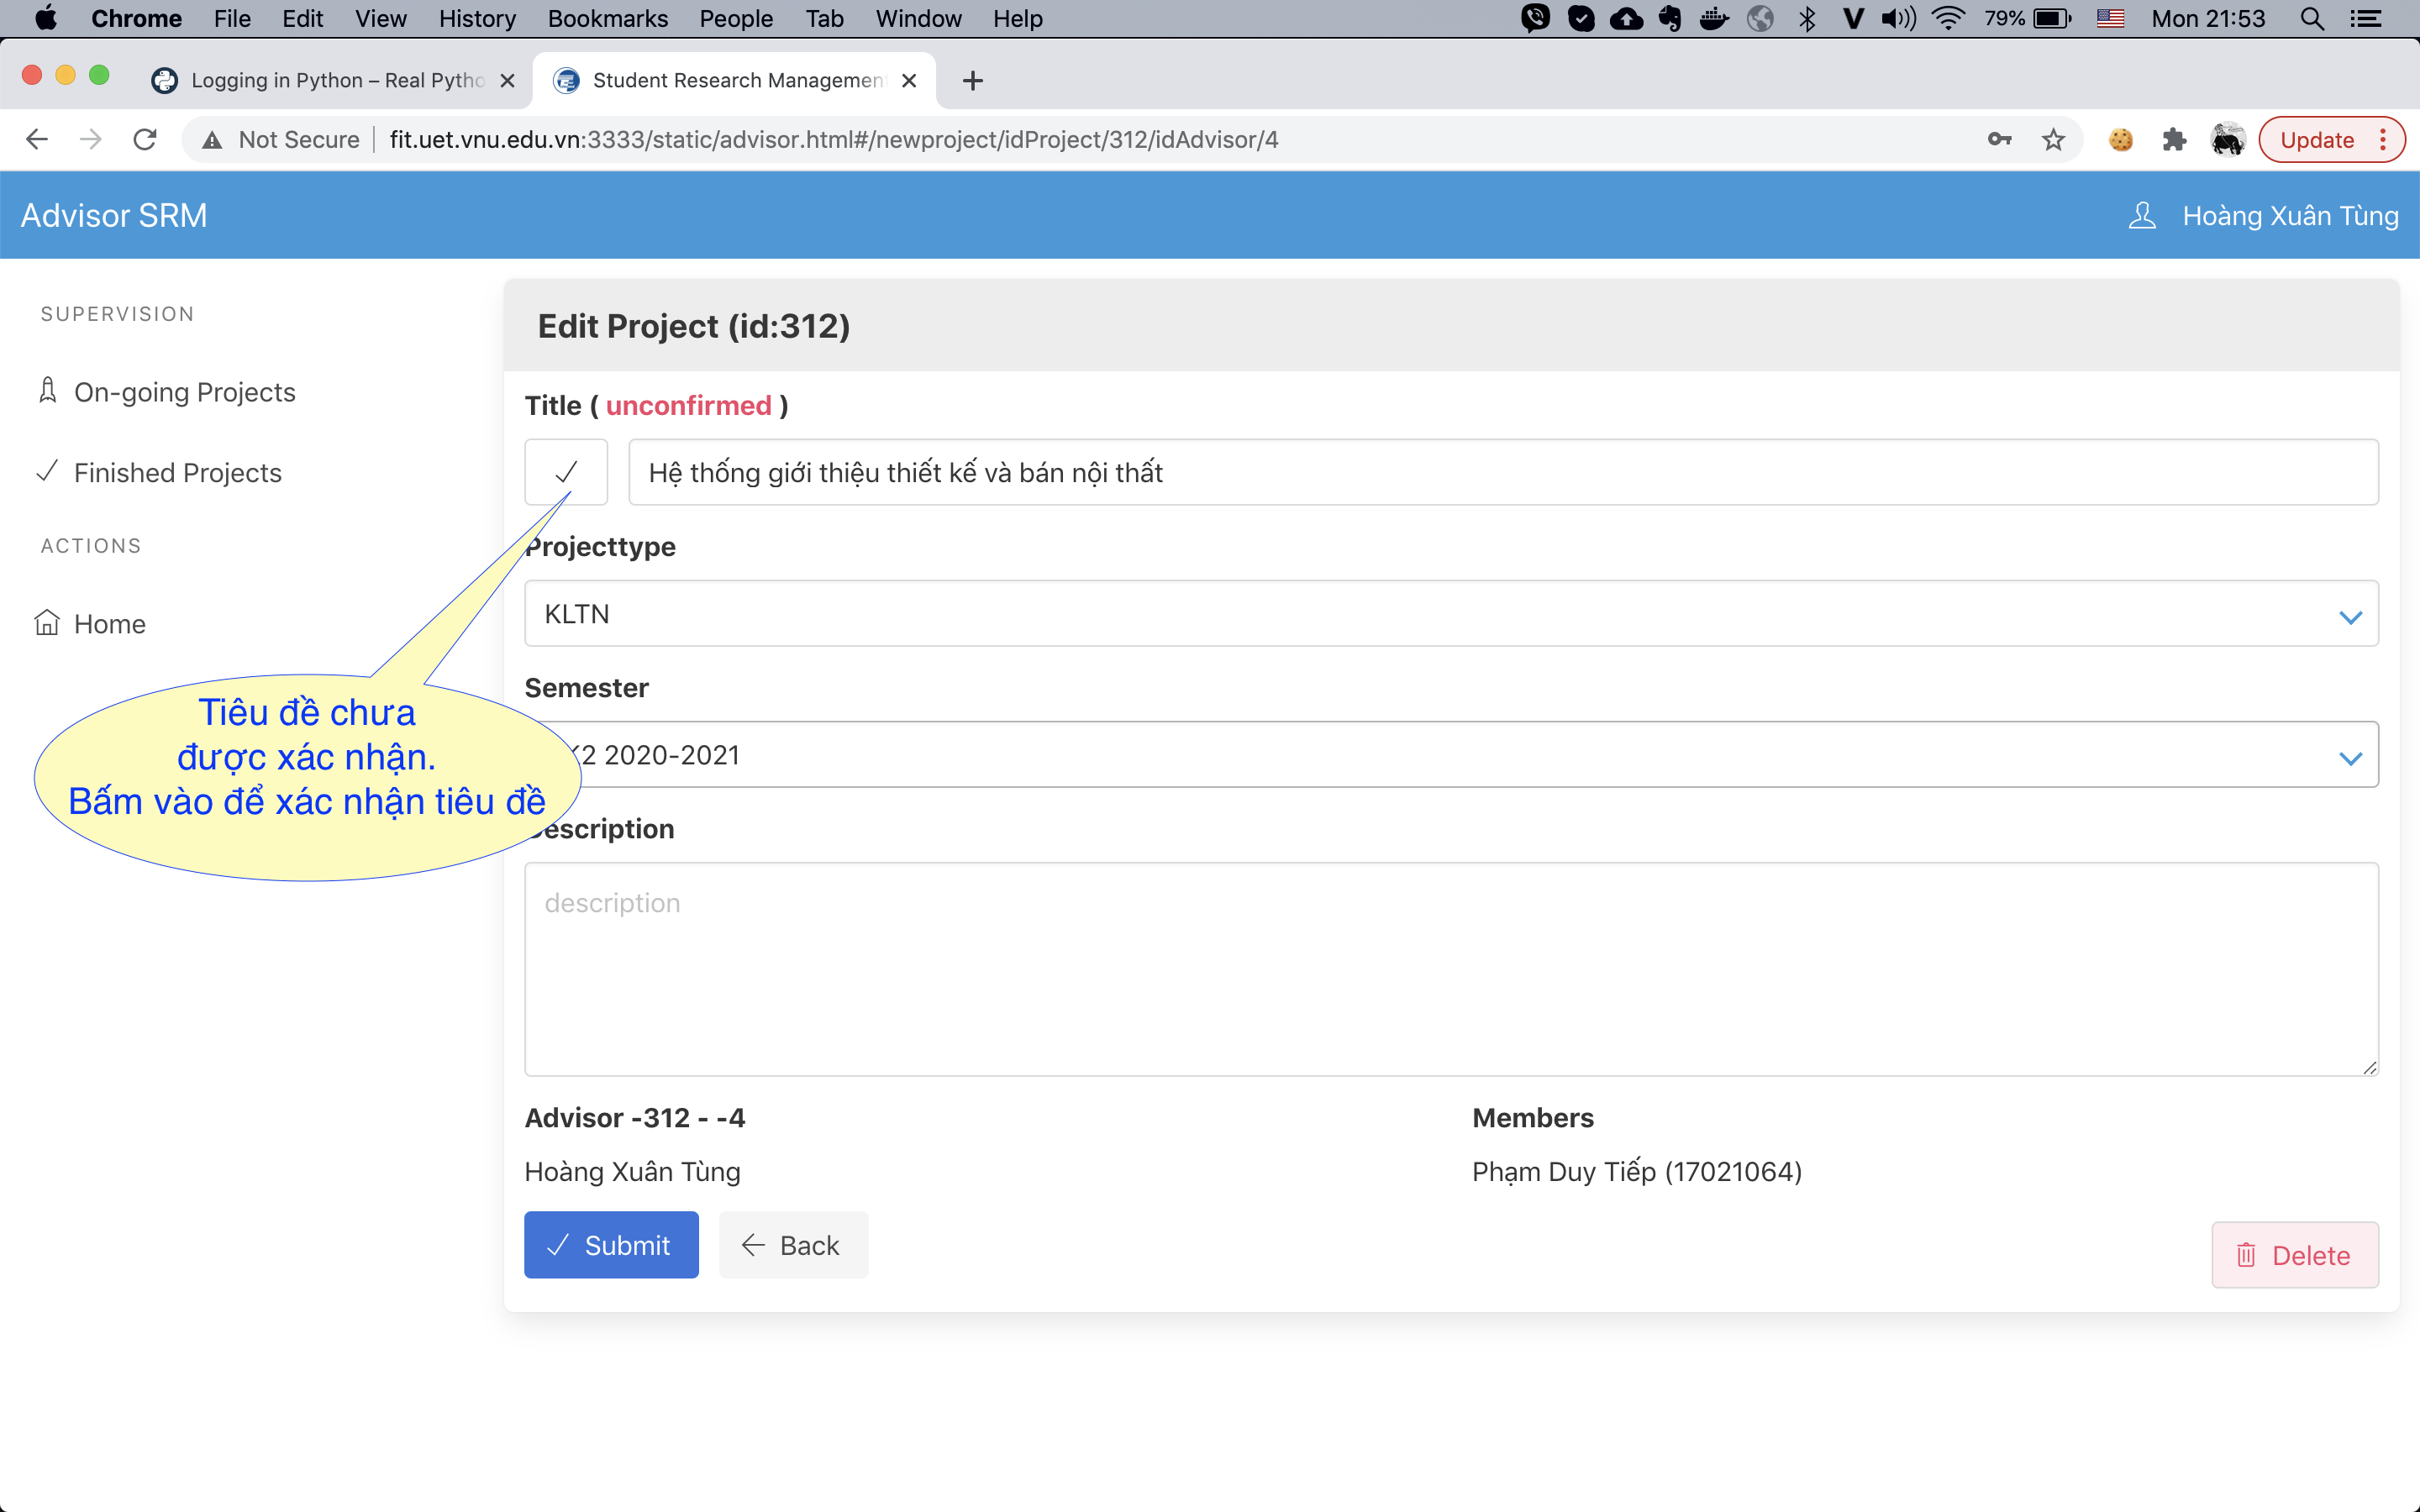 Chrome File Edit View History Bookmarks People Tab Window Help 79% Mon 21:53
Logging in Python – Real Pytho
Student Research Managemen
Not Secure fit.uet.vnu.edu.vn:3333/static/advisor.html#/newproject/idProject/312/idAdvisor/4 Update
Advisor SRM Hoàng Xuân Tùng
SUPERVISION
On-going Projects
Finished Projects
ACTIONS
Home
Tiêu đề chưa
được xác nhận.
Bấm vào để xác nhận tiêu đề
Edit Project (id:312)
Title ( unconfirmed )
Hệ thống giới thiệu thiết kế và bán nội thất
Projecttype
KLTN
Semester
2 2020-2021
Description
description
Advisor -312 - -4
Hoàng Xuân Tùng
Members
Phạm Duy Tiếp (17021064)
Submit
Back
Delete